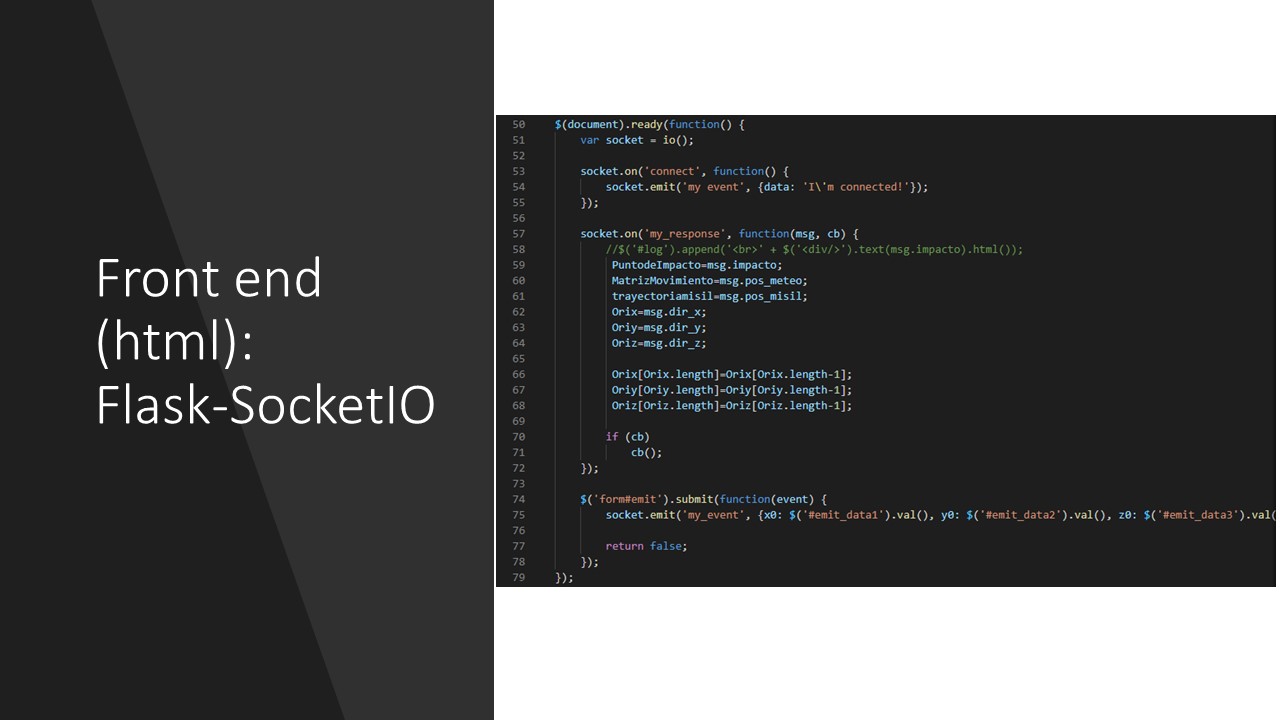 Front end
(html):
Flask-SocketIO
50 $(document).ready(function() {
51 var socket = io();
52
53 socket.on('connect', function() {
54 socket.emit('my event', {data: 'I\'m connected!'});
55 });
56
57 socket.on('my_response', function(msg, cb) {
58 //$('#log').append('<br>' + $('<div/>').text(msg.impacto).html());
59 PuntodeImpacto=msg.impacto;
60 MatrizMovimiento=msg.pos_meteo;
61 trayectoriamisil=msg.pos_misil;
62 Orix=msg.dir_x;
63 Oriy=msg.dir_y;
64 Oriz=msg.dir_z;
65
66 Orix[Orix.length]=Orix[Orix.length-1];
67 Oriy[Oriy.length]=Oriy[Oriy.length-1];
68 Oriz[Oriz.length]=Oriz[Oriz.length-1];
69
70 if (cb)
71 cb();
72 });
73
74 $('form#emit').submit(function(event) {
75 socket.emit('my_event', {x0: $('#emit_data1').val(), y0: $('#emit_data2').val(), z0: $('#emit_data3').val(
76
77 return false;
78 });
79 });